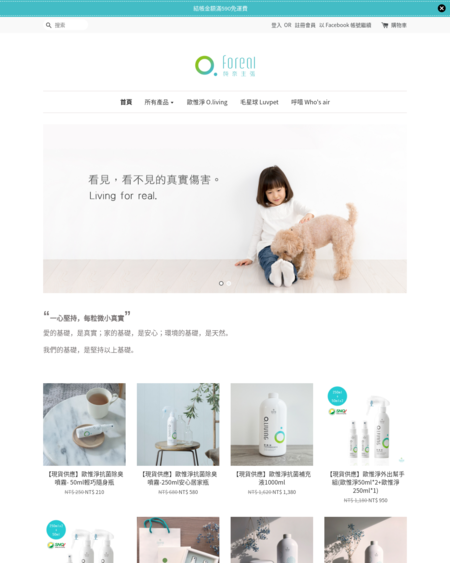 結帳金額滿990免運費
搜索
登入 OR 註冊會員 以 Facebook 帳號繼續 購物車
foreal
首頁 所有產品 歐惟淨 O.living 毛星球 Luvpet 呼嚐 Who's air
看見，看不見的真實傷害。
Living for real.
“一心堅持，每粒微小真實”
愛的基礎，是真實；家的基礎，是安心；環境的基礎，是天然。
我們的基礎，是堅持以上基礎。
【現貨供應】歐惟淨抗菌除臭噴霧- 50ml輕巧隨身瓶
NT$ 250 NT$ 210
【現貨供應】歐惟淨抗菌除臭噴霧-250ml安心居家瓶
NT$ 680 NT$ 580
【現貨供應】歐惟淨抗菌補充液1000ml
NT$ 1,620 NT$ 1,380
【現貨供應】歐惟淨外出幫手組(歐惟淨50ml*2+歐惟淨250ml*1)
NT$ 1,180 NT$ 950